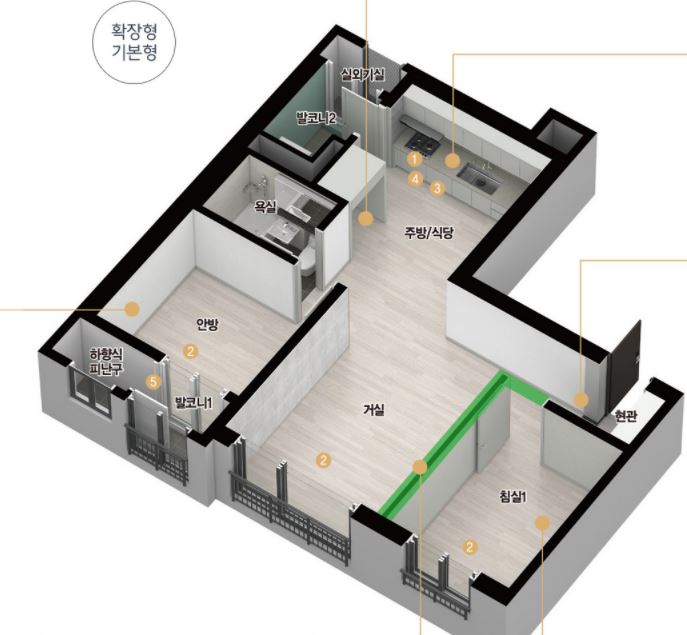 확장형
기본형
실외기실
발코니2
1
4
3
욕실
주방/식당
안방
2
하향식
피난구
5
발코니1
거실
현관
2
침실1
2